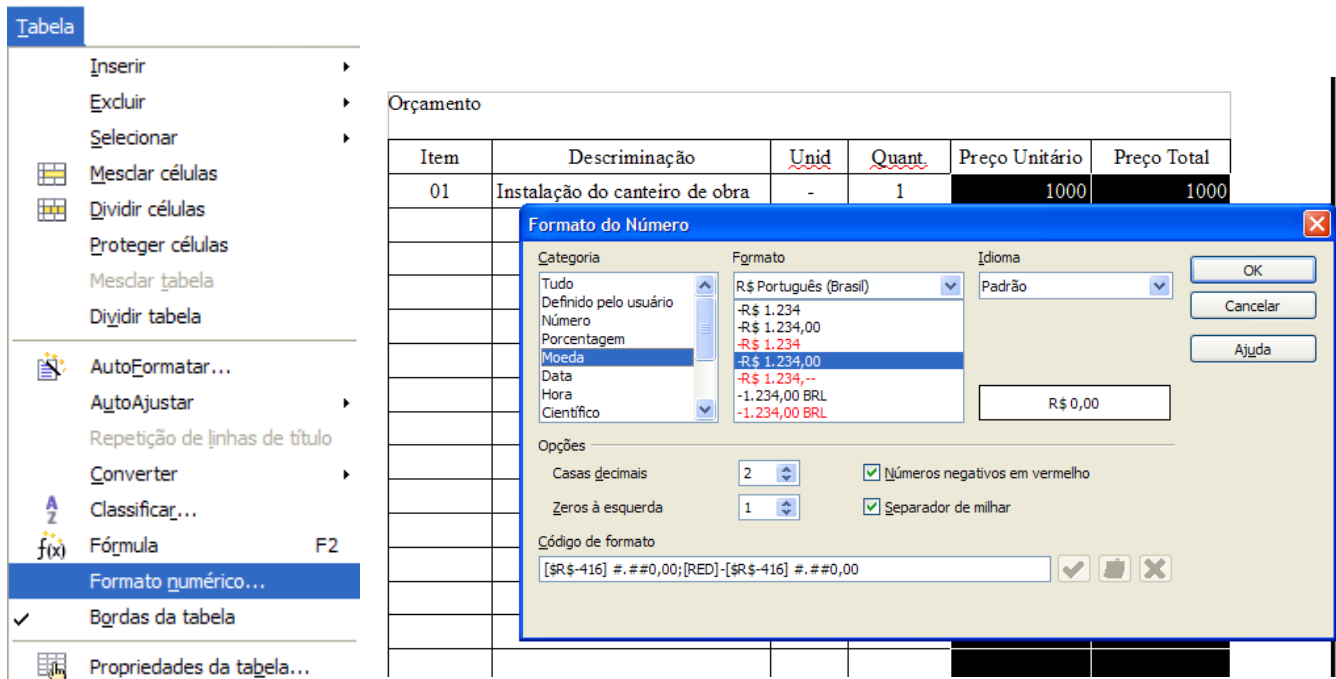 Tabela
Inserir
Excluir
Selecionar
Mesclar células
Dividir células
Proteger células
Mesclar tabela
Dividir tabela
AutoFormatar...
AutoAjustar
Repetição de linhas de título
Converter
Classificar...
Fórmula F2
Formato numérico...
Bordas da tabela
Propriedades da tabela...
Orçamento
Item Descriminação Unid Quant. Preço Unitário Preço Total
01 Instalação do canteiro de obra - 1 1000 1000
Formato do Número
Categoria
Tudo
Definido pelo usuário
Número
Porcentagem
Moeda
Data
Hora
Científico
Formato
R$ Português (Brasil)
-R$ 1.234
-R$ 1.234,00
-R$ 1.234
-R$ 1.234,00
-R$ 1.234,--
-1.234,00 BRL
-1.234,00 BRL
Idioma
Padrão
R$ 0,00
OK
Cancelar
Ajuda
Opções
Casas decimais 2
Números negativos em vermelho
Zeros à esquerda 1
Separador de milhar
Código de formato
[$R$-416] #.##0,00;[RED]-[$R$-416] #.##0,00